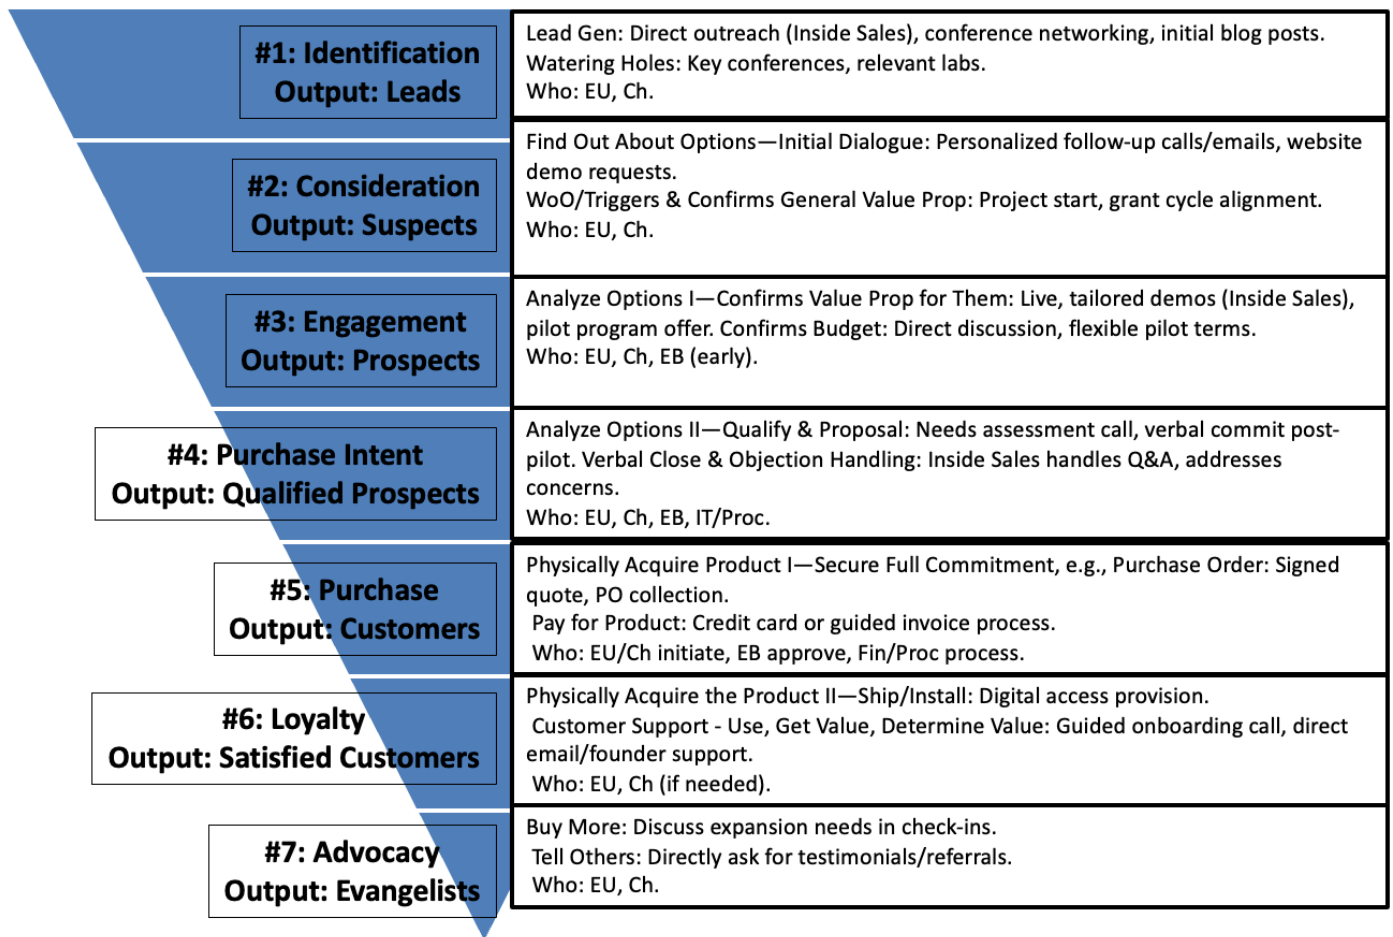 #1: Identification
Output: Leads
Lead Gen: Direct outreach (Inside Sales), conference networking, initial blog posts.
Watering Holes: Key conferences, relevant labs.
Who: EU, Ch.
#2: Consideration
Output: Suspects
Find Out About Options—Initial Dialogue: Personalized follow-up calls/emails, website
demo requests.
WoO/Triggers & Confirms General Value Prop: Project start, grant cycle alignment.
Who: EU, Ch.
#3: Engagement
Output: Prospects
Analyze Options I—Confirms Value Prop for Them: Live, tailored demos (Inside Sales),
pilot program offer. Confirms Budget: Direct discussion, flexible pilot terms.
Who: EU, Ch, EB (early).
#4: Purchase Intent
Output: Qualified Prospects
Analyze Options II—Qualify & Proposal: Needs assessment call, verbal commit post-
pilot. Verbal Close & Objection Handling: Inside Sales handles Q&A, addresses
concerns.
Who: EU, Ch, EB, IT/Proc.
#5: Purchase
Output: Customers
Physically Acquire Product I—Secure Full Commitment, e.g., Purchase Order: Signed
quote, PO collection.
Pay for Product: Credit card or guided invoice process.
Who: EU/Ch initiate, EB approve, Fin/Proc process.
#6: Loyalty
Output: Satisfied Customers
Physically Acquire the Product II—Ship/Install: Digital access provision.
Customer Support - Use, Get Value, Determine Value: Guided onboarding call, direct
email/founder support.
Who: EU, Ch (if needed).
#7: Advocacy
Output: Evangelists
Buy More: Discuss expansion needs in check-ins.
Tell Others: Directly ask for testimonials/referrals.
Who: EU, Ch.